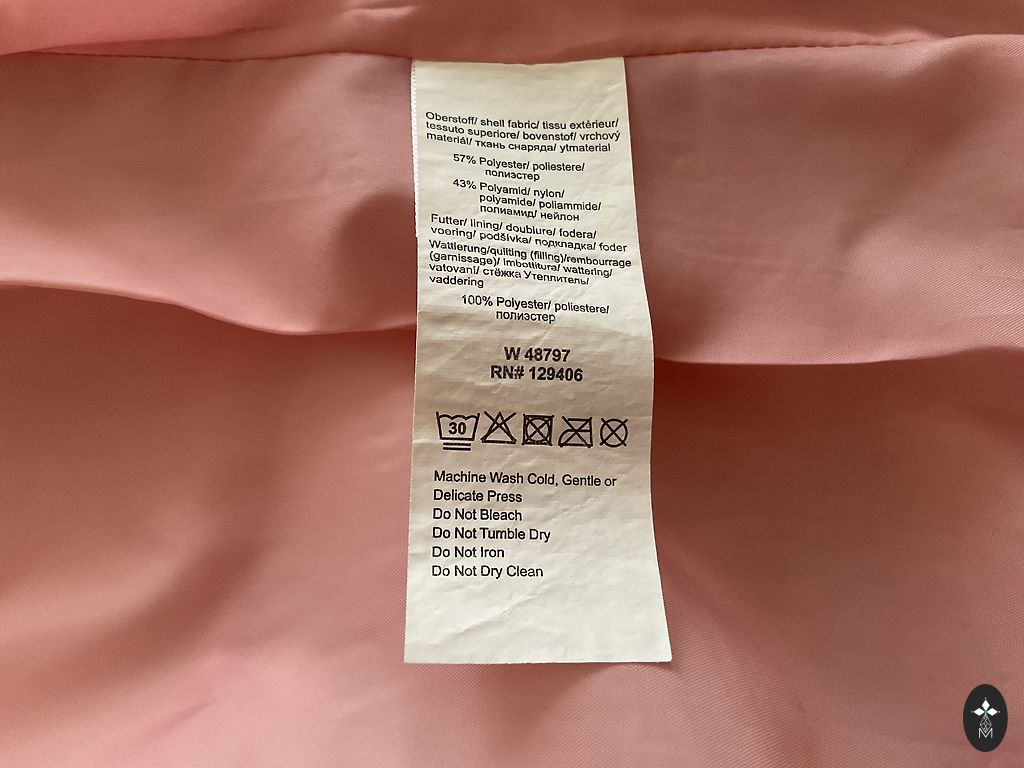 Oberstoff/ shell fabric/ tissu extérieur/
tessuto superiore/ bovenstof/ vrchový
materiál/ ткань снаряда/ ytmaterial
57% Polyester/ poliestere/
полиэстер
43% Polyamid/ nylon/
polyamide/ poliammide/
полиамид/ нейлон
Futter/ lining/ doublure/ fodera/
voering/ podšívka/ подкладка/ foder
Wattierung/quilting (filling)/rembourrage
(garnissage)/ imbottitura/ wattering/
vatovaní/ стёжка Утеплитель/
vaddering
100% Polyester/ poliestere/
полиэстер
W 48797
RN# 129406
30
Machine Wash Cold, Gentle or
Delicate Press
Do Not Bleach
Do Not Tumble Dry
Do Not Iron
Do Not Dry Clean
M